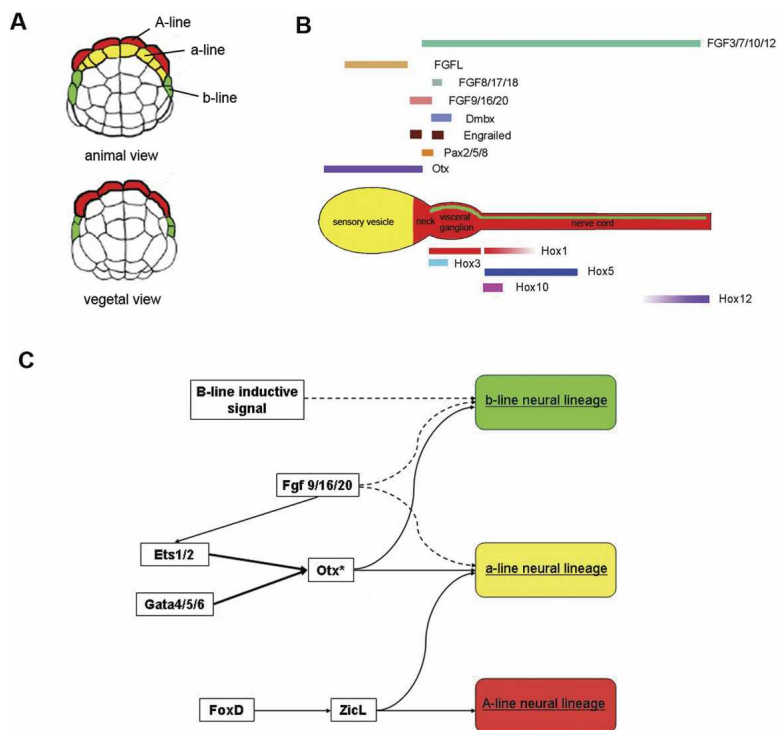 A
A-line
a-line
b-line
animal view
vegetal view
B
FGF3/7/10/12
FGFL
FGF8/17/18
FGF9/16/20
Dmbx
Engrailed
Pax2/5/8
Otx
sensory vesicle
neck
visceral
ganglion
nerve cord
Hox1
Hox3
Hox5
Hox10
Hox12
C
B-line inductive
signal
b-line neural lineage
Fgf 9/16/20
Ets1/2
Otx*
a-line neural lineage
Gata4/5/6
FoxD
ZicL
A-line neural lineage